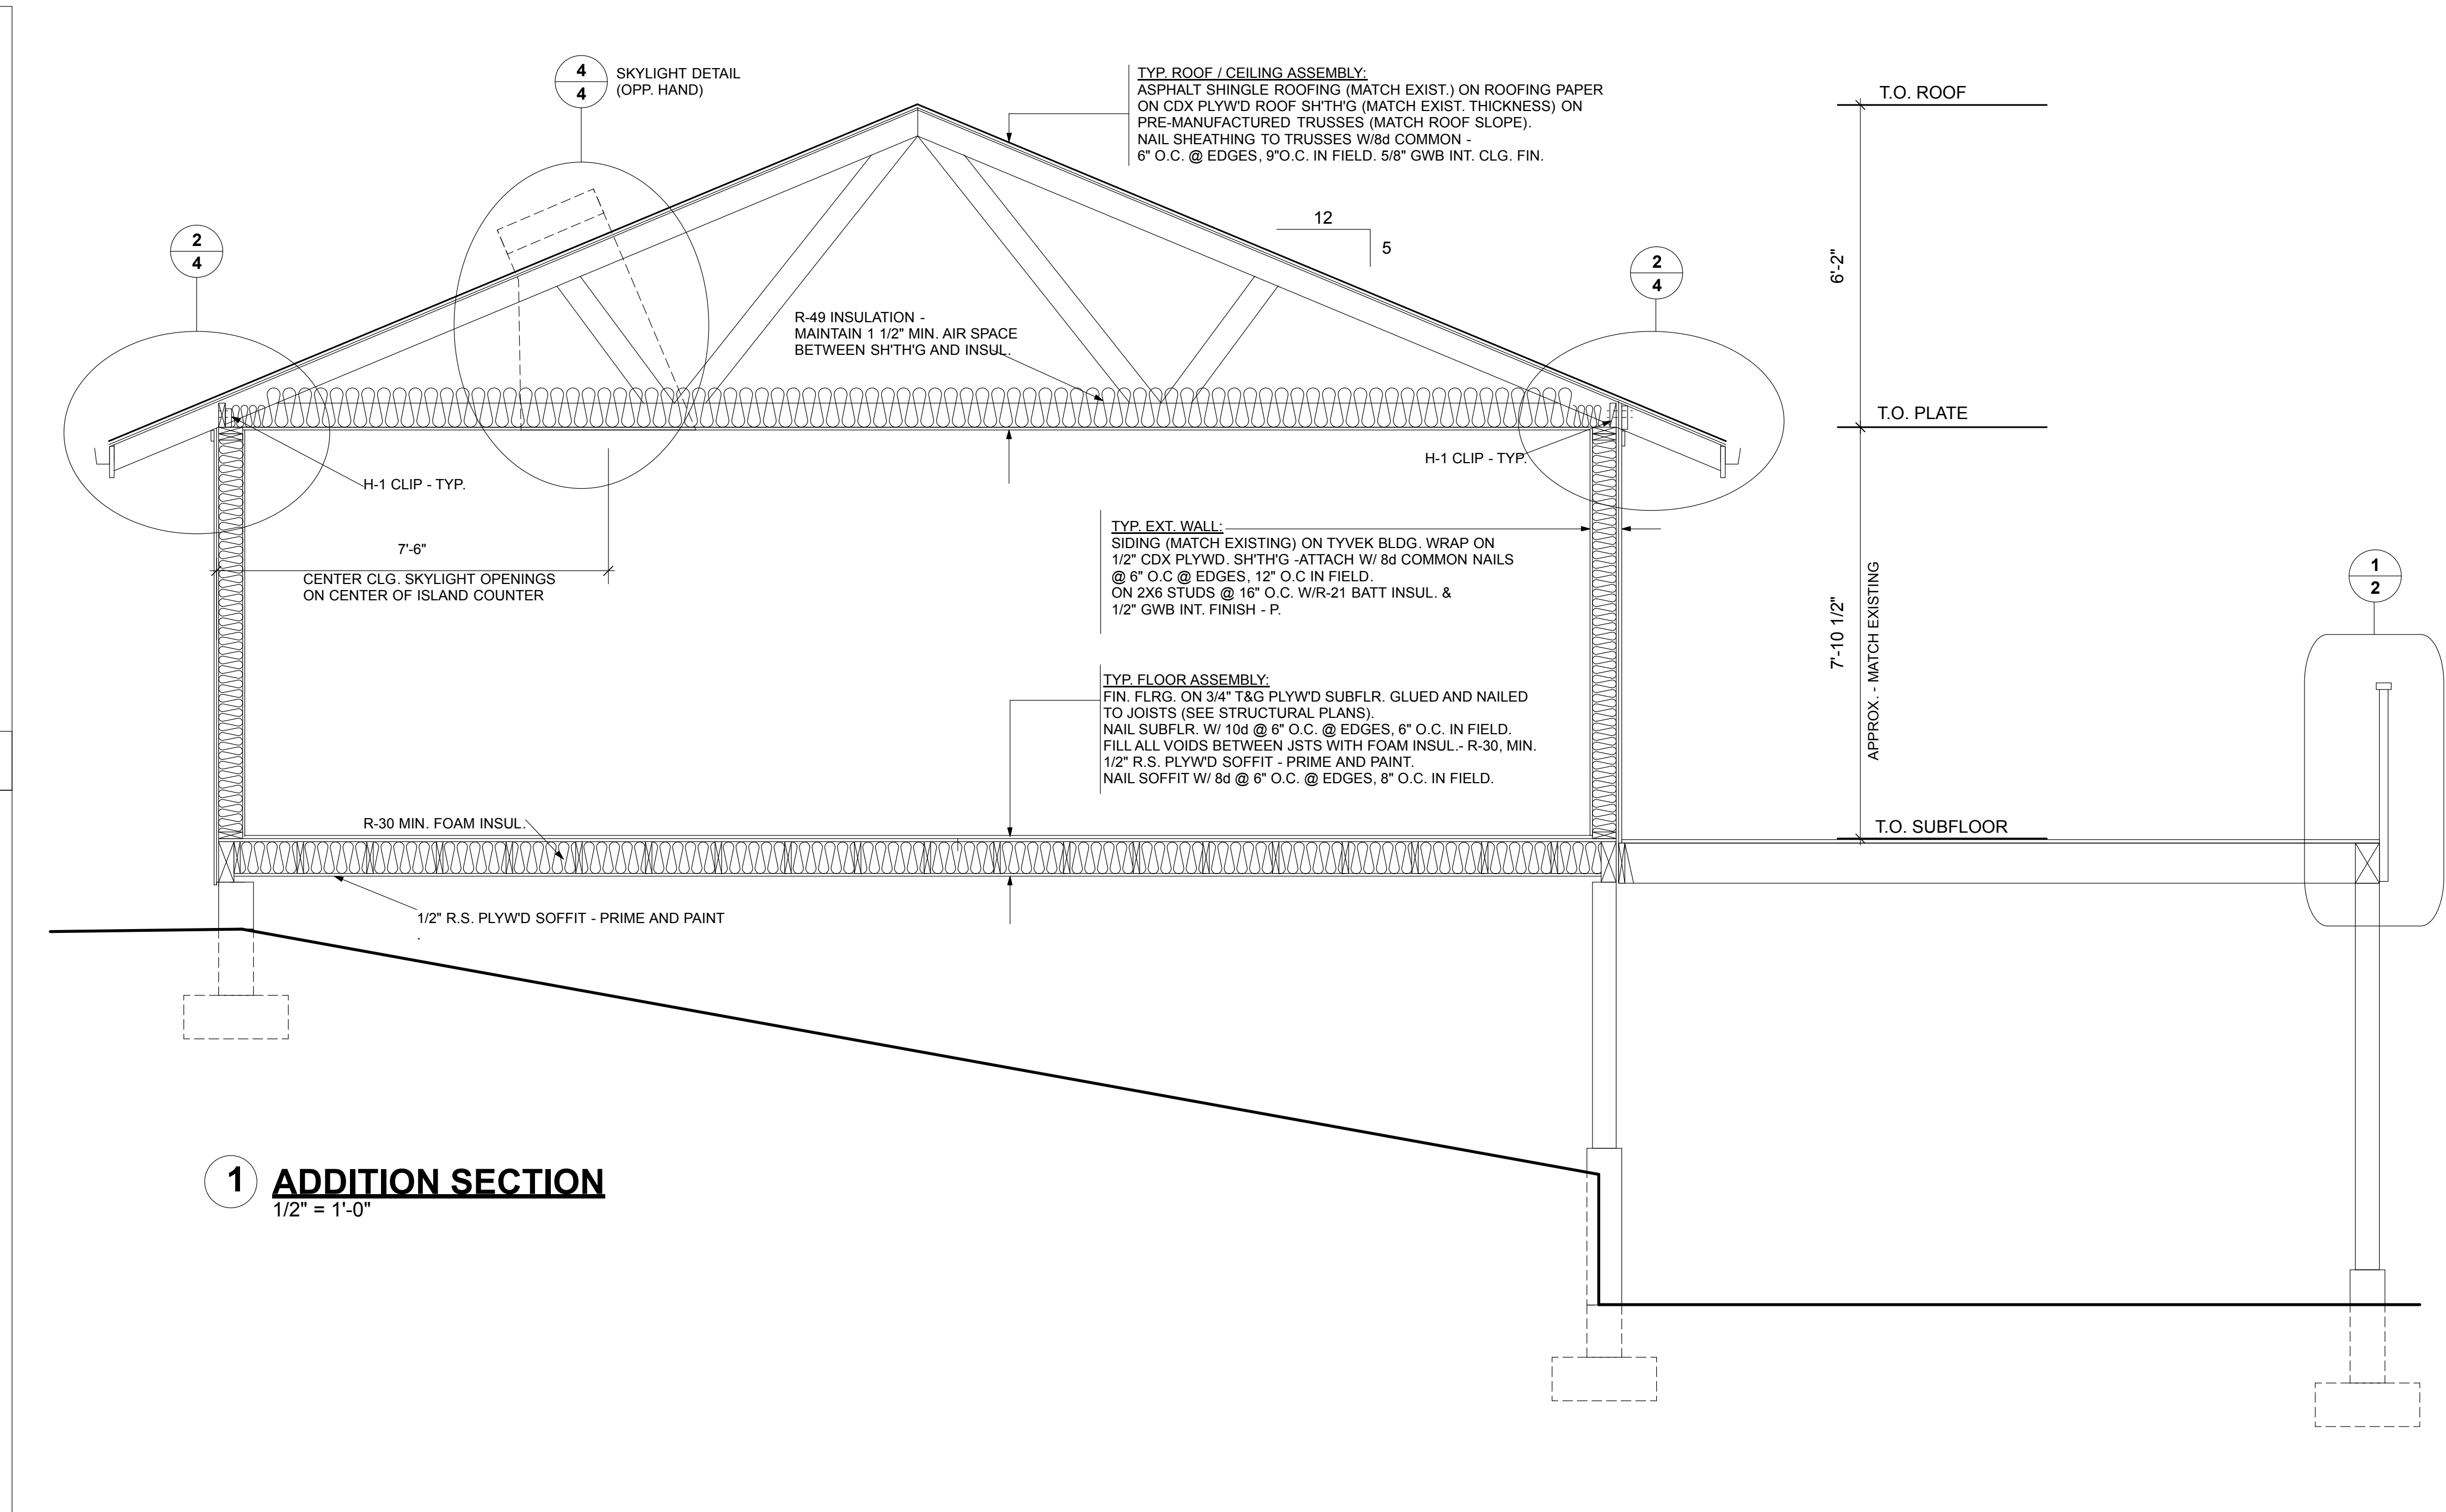 4
4
SKYLIGHT DETAIL
(OPP. HAND)
TYP. ROOF / CEILING ASSEMBLY:
ASPHALT SHINGLE ROOFING (MATCH EXIST.) ON ROOFING PAPER
ON CDX PLYW'D ROOF SH'TH'G (MATCH EXIST. THICKNESS) ON
PRE-MANUFACTURED TRUSSES (MATCH ROOF SLOPE).
NAIL SHEATHING TO TRUSSES W/8d COMMON -
6" O.C. @ EDGES, 9"O.C. IN FIELD. 5/8" GWB INT. CLG. FIN.
T.O. ROOF
12
5
2
4
2
4
6'-2"
R-49 INSULATION -
MAINTAIN 1 1/2" MIN. AIR SPACE
BETWEEN SH'TH'G AND INSUL.
T.O. PLATE
H-1 CLIP - TYP.
H-1 CLIP - TYP.
7'-6"
CENTER CLG. SKYLIGHT OPENINGS
ON CENTER OF ISLAND COUNTER
TYP. EXT. WALL:
SIDING (MATCH EXISTING) ON TYVEK BLDG. WRAP ON
1/2" CDX PLYWD. SH'TH'G -ATTACH W/ 8d COMMON NAILS
@ 6" O.C @ EDGES, 12" O.C IN FIELD.
ON 2X6 STUDS @ 16" O.C. W/R-21 BATT INSUL. &
1/2" GWB INT. FINISH - P.
7'-10 1/2"
APPROX. - MATCH EXISTING
1
2
TYP. FLOOR ASSEMBLY:
FIN. FLRG. ON 3/4" T&G PLYW'D SUBFLR. GLUED AND NAILED
TO JOISTS (SEE STRUCTURAL PLANS).
NAIL SUBFLR. W/ 10d @ 6" O.C. @ EDGES, 6" O.C. IN FIELD.
FILL ALL VOIDS BETWEEN JSTS WITH FOAM INSUL.- R-30, MIN.
1/2" R.S. PLYW'D SOFFIT - PRIME AND PAINT.
NAIL SOFFIT W/ 8d @ 6" O.C. @ EDGES, 8" O.C. IN FIELD.
R-30 MIN. FOAM INSUL.
T.O. SUBFLOOR
1/2" R.S. PLYW'D SOFFIT - PRIME AND PAINT
.
1 ADDITION SECTION
1/2" = 1'-0"